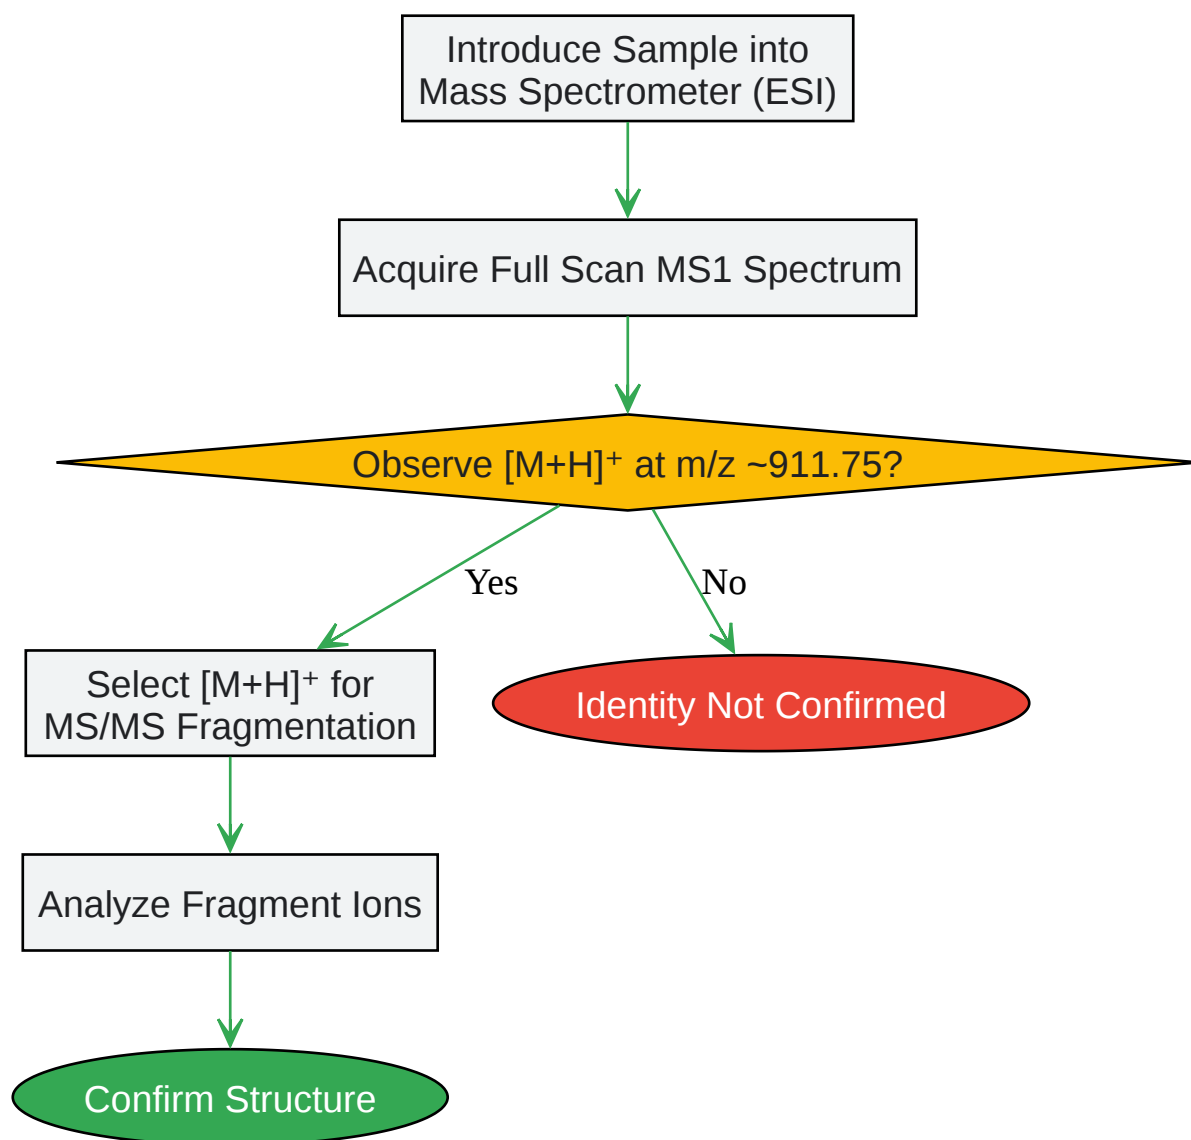 Introduce Sample into
Mass Spectrometer (ESI)
Acquire Full Scan MS1 Spectrum
Observe [M+H]⁺ at m/z ~911.75?
Yes
No
Select [M+H]⁺ for
MS/MS Fragmentation
Identity Not Confirmed
Analyze Fragment Ions
Confirm Structure